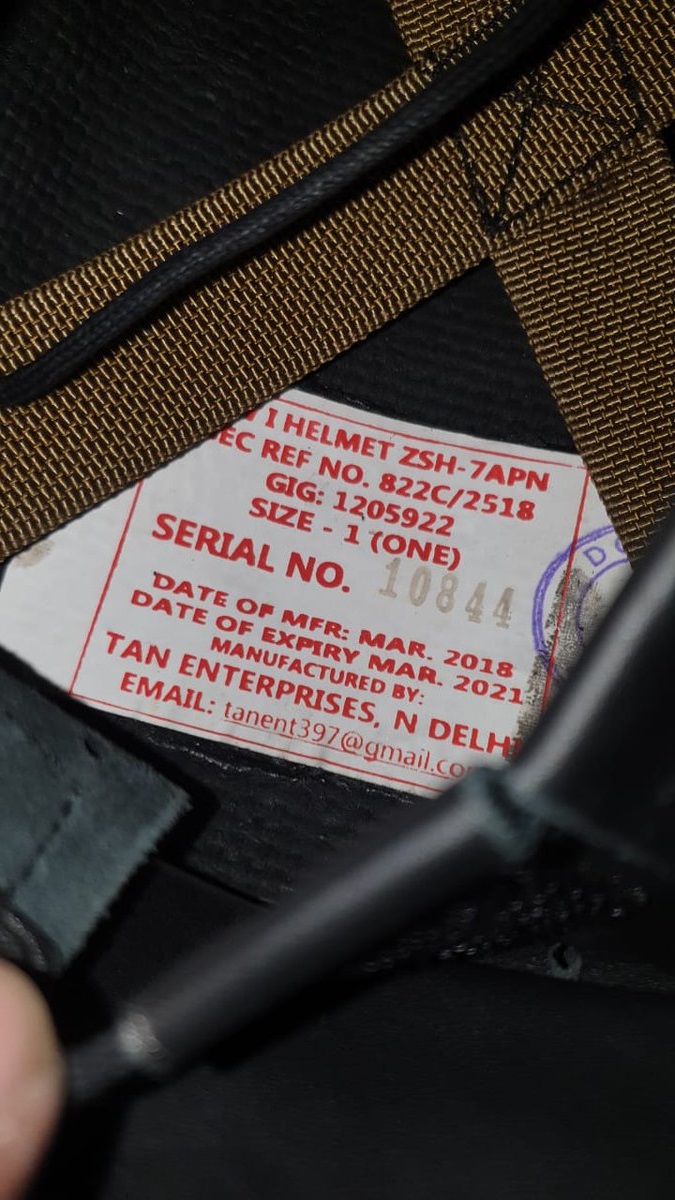 I HELMET ZSH-7APN
EC REF NO. 822C/2518
GIG: 1205922
SIZE - 1 (ONE)
SERIAL NO. 10844
DATE OF MFR: MAR. 2018
DATE OF EXPIRY MAR. 2021
MANUFACTURED BY:
TAN ENTERPRISES, N DELHI
EMAIL: tanent397@gmail.co